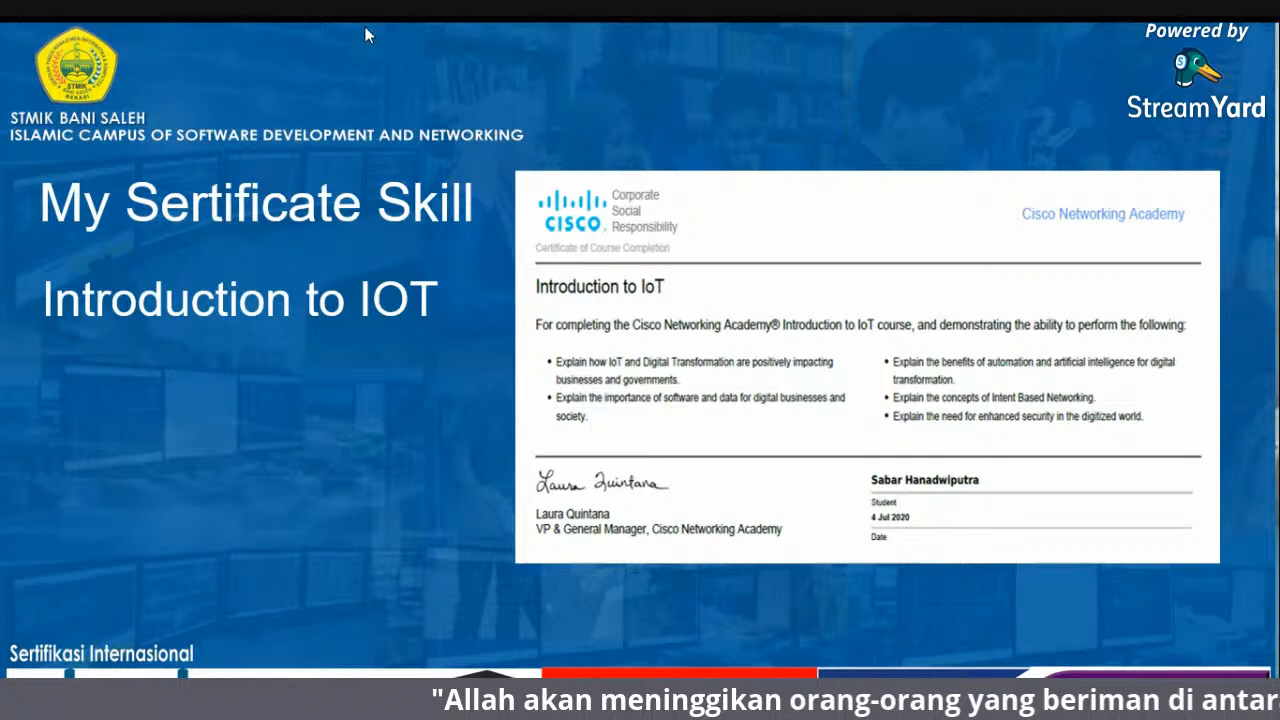 Powered by
StreamYard
STMIK
BANI SALEH
BEKASI
STMIK BANI SALEH
ISLAMIC CAMPUS OF SOFTWARE DEVELOPMENT AND NETWORKING
My Sertificate Skill
Introduction to IOT
CISCO.
Corporate
Social
Responsibility
Cisco Networking Academy
Certificate of Course Completion
Introduction to IoT
For completing the Cisco Networking Academy® Introduction to IoT course, and demonstrating the ability to perform the following:
• Explain how IoT and Digital Transformation are positively impacting
businesses and governments.
• Explain the importance of software and data for digital businesses and
society.
• Explain the benefits of automation and artificial intelligence for digital
transformation.
• Explain the concepts of Intent Based Networking.
• Explain the need for enhanced security in the digitized world.
Laura Quintana
Laura Quintana
VP & General Manager, Cisco Networking Academy
Sabar Hanadwiputra
Student
4 Jul 2020
Date
Sertifikasi Internasional
"Allah akan meninggikan orang-orang yang beriman di antar